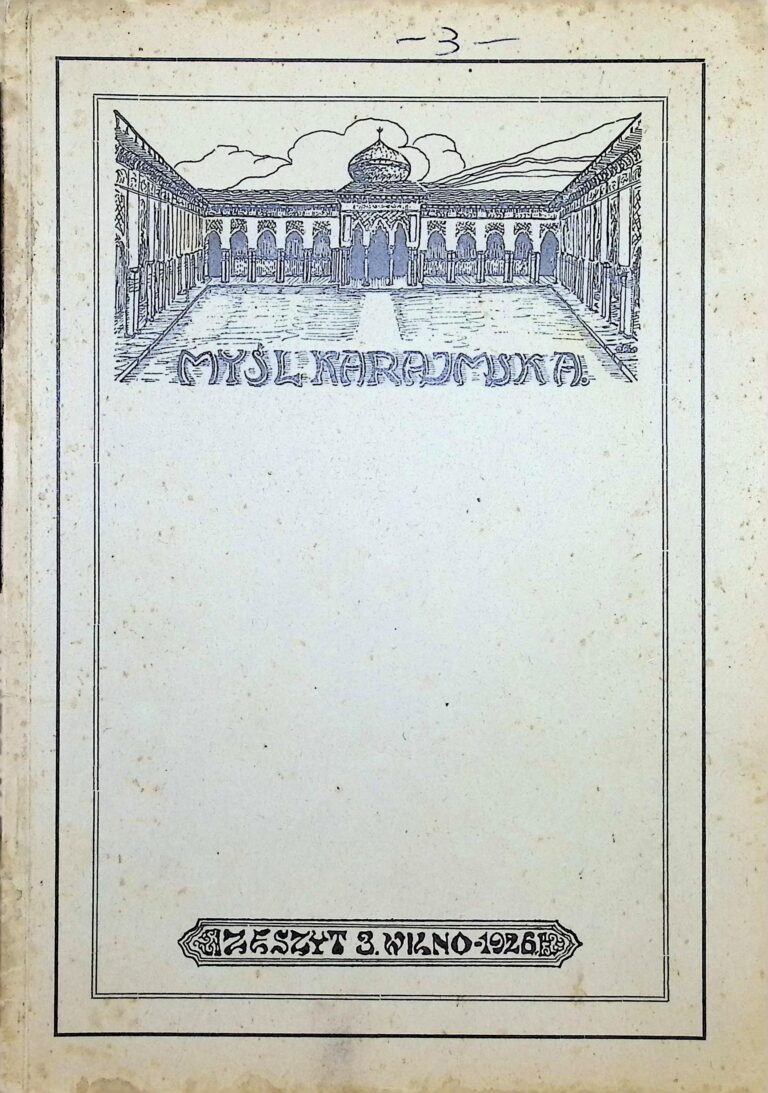 -3-
MYŚL KARAJMSKA.
ZESZYT 3. WILNO-1926.